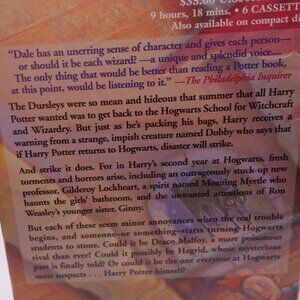 $35.00 U.S.
9 hours, 18 mins. • 6 CASSETT
Also available on compact di
"Dale has an unerring sense of character and gives each person—
or should it be each wizard?—a unique and splendid voice....
The only thing that would be better than reading a Potter book,
at this point, would be listening to it." —The Philadelphia Inquirer
The Dursleys were so mean and hideous that summer that all Harry
Potter wanted was to get back to the Hogwarts School for Witchcraft
and Wizardry. But just as he's packing his bags, Harry receives a
warning from a strange, impish creature named Dobby who says that
if Harry Potter returns to Hogwarts, disaster will strike.
And strike it does. For in Harry's second year at Hogwarts, fresh
torments and horrors arise, including an outrageously stuck-up new
professor, Gilderoy Lockheart, a spirit named Moaning Myrtle who
haunts the girls' bathroom, and the unwanted attentions of Ron
Weasley's younger sister, Ginny.
But each of these seem minor annoyances when the real trouble
begins, and someone—or something—starts turning Hogwarts
students to stone. Could it be Draco Malfoy, a more poisonous
rival than ever? Could it possibly be Hagrid, whose mysterious
past is finally told? Or could it be the one everyone at Hogwarts
most suspects . . . Harry Potter himself?